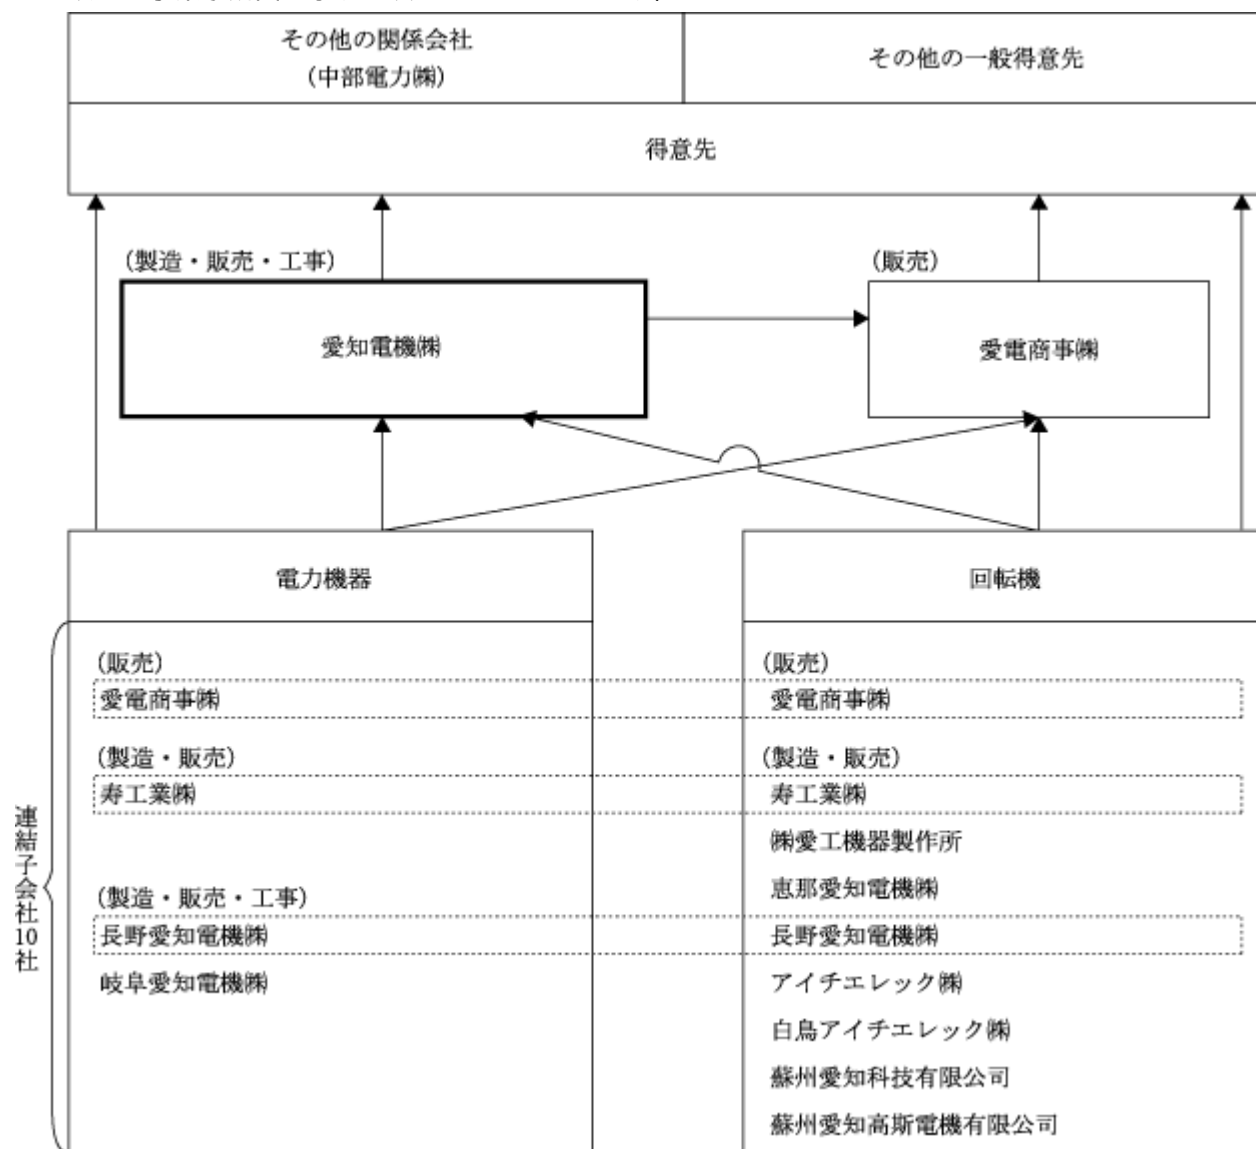 その他の関係会社
(中部電力㈱)
その他の一般得意先
得意先
(製造・販売・工事)
(販売)
愛知電機㈱
愛電商事㈱
電力機器
回転機
(販売)
愛電商事㈱
(製造・販売)
寿工業㈱
(製造・販売・工事)
長野愛知電機㈱
岐阜愛知電機㈱
(販売)
愛電商事㈱
(製造・販売)
寿工業㈱
㈱愛工機器製作所
恵那愛知電機㈱
長野愛知電機㈱
アイチエレック㈱
白鳥アイチエレック㈱
蘇州愛知科技有限公司
蘇州愛知高斯電機有限公司
連結子会社10社